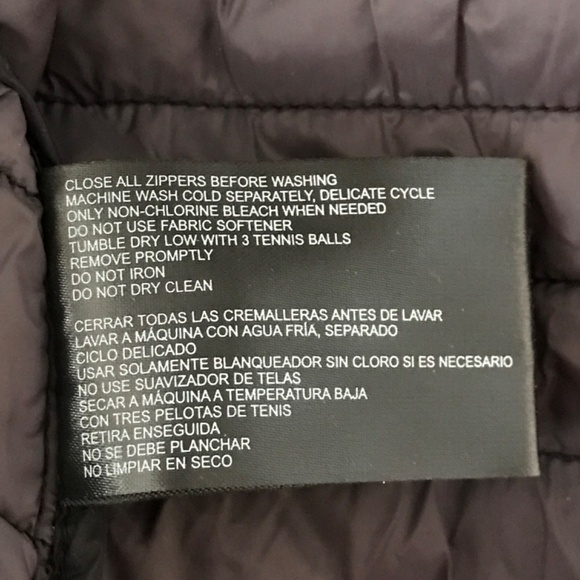 CLOSE ALL ZIPPERS BEFORE WASHING
MACHINE WASH COLD SEPARATELY, DELICATE CYCLE
ONLY NON-CHLORINE BLEACH WHEN NEEDED
DO NOT USE FABRIC SOFTENER
TUMBLE DRY LOW WITH 3 TENNIS BALLS
REMOVE PROMPTLY
DO NOT IRON
DO NOT DRY CLEAN
CERRAR TODAS LAS CREMALLERAS ANTES DE LAVAR
LAVAR A MÁQUINA CON AGUA FRÍA, SEPARADO
CICLO DELICADO
USAR SOLAMENTE BLANQUEADOR SIN CLORO SI ES NECESARIO
NO USE SUAVIZADOR DE TELAS
SECAR A MÁQUINA A TEMPERATURA BAJA
CON TRES PELOTAS DE TENIS
RETIRA ENSEGUIDA
NO SE DEBE PLANCHAR
NO LIMPIAR EN SECO